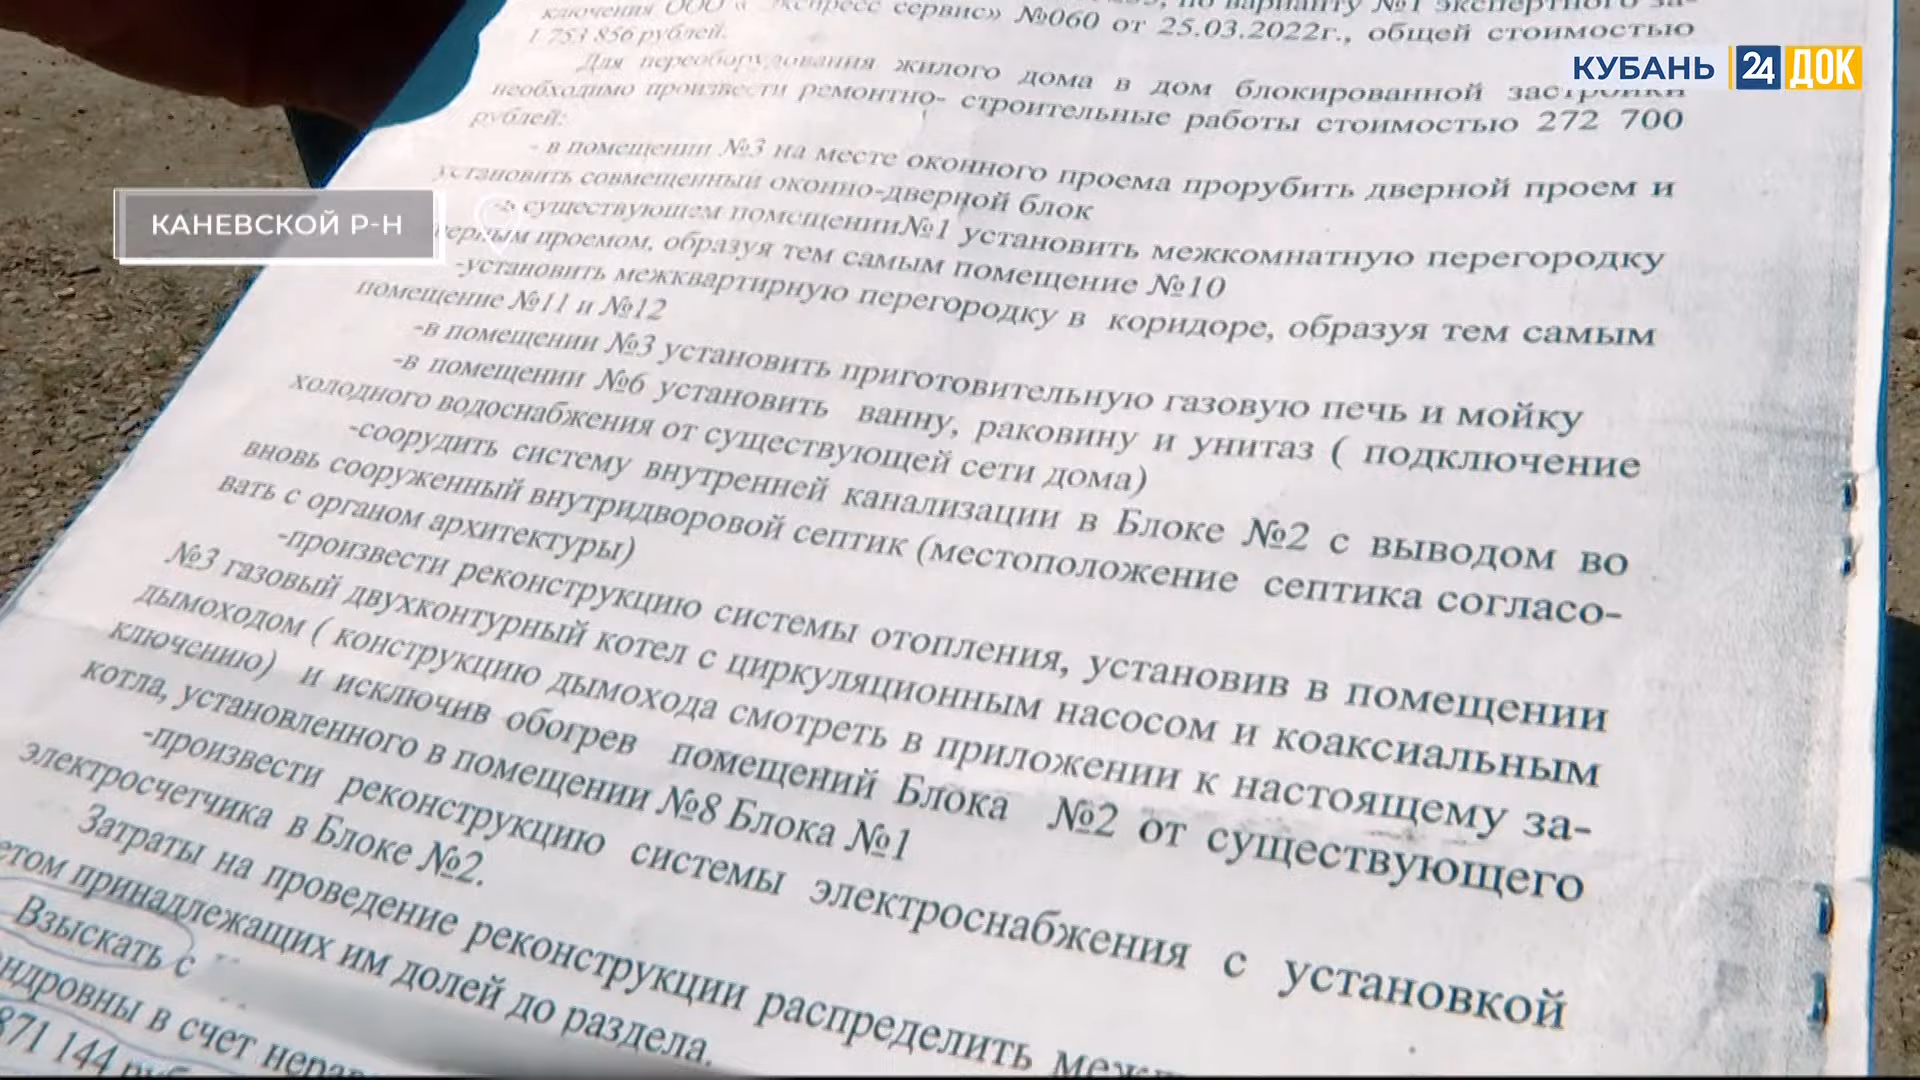 по варианту №1 экспертного за-
ключения ООО « Экспресс сервис» №060 от 25.03.2022г., общей стоимостью
1 753 856 рублей.
Для переоборудования жилого дома в дом блокированной застройки
необходимо произвести ремонтно- строительные работы стоимостью 272 700
рублей:
- в помещении №3 на месте оконного проема прорубить дверной проем и
установить совмещенный оконно-дверной блок
-в существующем помещении№1 установить межкомнатную перегородку
проемом, образуя тем самым помещение №10
-установить межквартирную перегородку в коридоре, образуя тем самым
помещение №11 и №12
-в помещении №3 установить приготовительную газовую печь и мойку
-в помещении №6 установить ванну, раковину и унитаз ( подключение
холодного водоснабжения от существующей сети дома)
-соорудить систему внутренней канализации в Блоке №2 с выводом во
вновь сооруженный внутридворовой септик (местоположение септика согласо-
вать с органом архитектуры)
-произвести реконструкцию системы отопления, установив в помещении
№3 газовый двухконтурный котел с циркуляционным насосом и коаксиальным
дымоходом ( конструкцию дымохода смотреть в приложении к настоящему за-
ключению) и исключив обогрев помещений Блока №2 от существующего
котла, установленного в помещении №8 Блока №1
-произвести реконструкцию системы электроснабжения с установкой
электросчетчика в Блоке №2.
Затраты на проведение реконструкции распределить между
етом принадлежащих им долей до раздела.
Взыскать с
ндровны в счет
871 144 руб
КАНЕВСКОЙ Р-Н
КУБАНЬ 24 ДОК